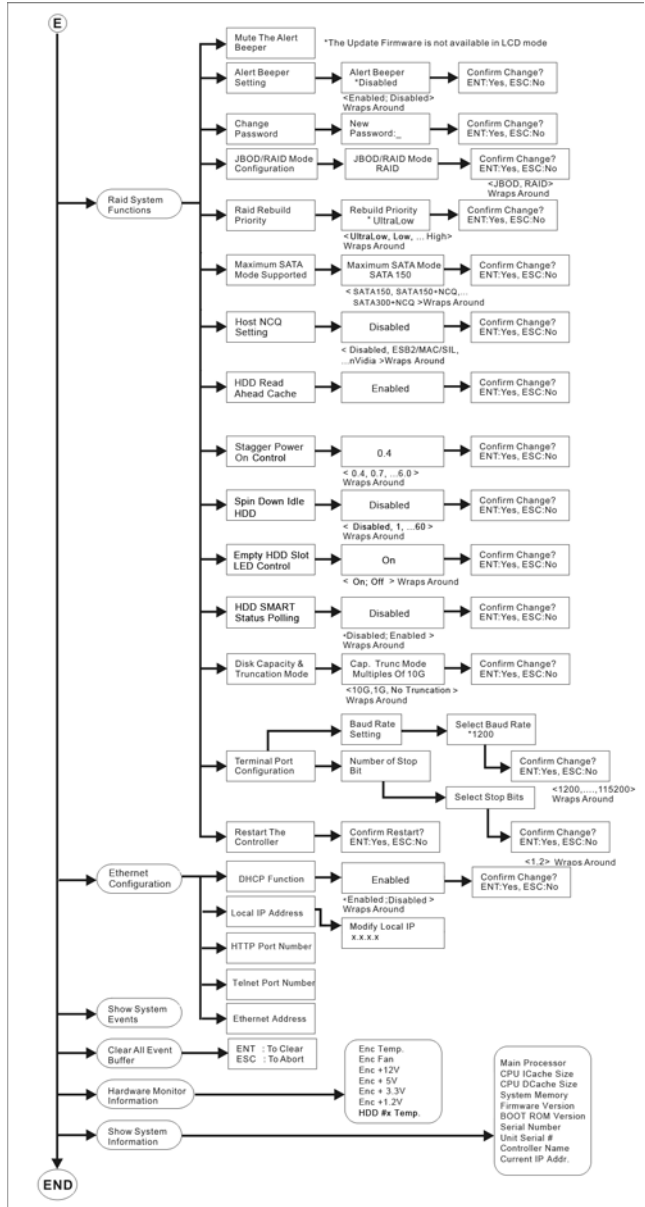 E
Mute The Alert
Beeper
*The Update Firmware is not available in LCD mode
Alert Beeper
Setting
Alert Beeper
*Disabled
Confirm Change?
ENT:Yes, ESC:No
<Enabled; Disabled>
Wraps Around
Change
Password
New
Password:_
Confirm Change?
ENT:Yes, ESC:No
JBOD/RAID Mode
Configuration
JBOD/RAID Mode
RAID
Confirm Change?
ENT:Yes, ESC:No
<JBOD, RAID>
Wraps Around
Raid System
Functions
Raid Rebuild
Priority
Rebuild Priority
* UltraLow
Confirm Change?
ENT:Yes, ESC:No
<UltraLow, Low, ... High>
Wraps Around
Maximum SATA
Mode Supported
Maximum SATA Mode
SATA 150
Confirm Change?
ENT:Yes, ESC:No
< SATA150, SATA150+NCQ,...
SATA300+NCQ >Wraps Around
Host NCQ
Setting
Disabled
Confirm Change?
ENT:Yes, ESC:No
< Disabled, ESB2/MAC/SIL,
...nVidia >Wraps Around
HDD Read
Ahead Cache
Enabled
Confirm Change?
ENT:Yes, ESC:No
Stagger Power
On Control
0.4
Confirm Change?
ENT:Yes, ESC:No
< 0.4, 0.7, ...6.0 >
Wraps Around
Spin Down Idle
HDD
Disabled
Confirm Change?
ENT:Yes, ESC:No
< Disabled, 1, ...60 >
Wraps Around
Empty HDD Slot
LED Control
On
Confirm Change?
ENT:Yes, ESC:No
< On; Off > Wraps Around
HDD SMART
Status Polling
Disabled
Confirm Change?
ENT:Yes, ESC:No
<Disabled; Enabled >
Wraps Around
Disk Capacity &
Truncation Mode
Cap. Trunc Mode
Multiples Of 10G
Confirm Change?
ENT:Yes, ESC:No
<10G,1G, No Truncation >
Wraps Around
Baud Rate
Setting
Select Baud Rate
*1200
Terminal Port
Configuration
Number of Stop
Bit
Confirm Change?
ENT:Yes, ESC:No
<1200,....,115200>
Wraps Around
Select Stop Bits
Restart The
Controller
Confirm Restart?
ENT:Yes, ESC:No
Confirm Change?
ENT:Yes, ESC:No
<1.2> Wraps Around
Ethernet
Configuration
DHCP Function
Enabled
Confirm Change?
ENT:Yes, ESC:No
<Enabled ;Disabled >
Wraps Around
Local IP Address
Modify Local IP
x.x.x.x
HTTP Port Number
Telnet Port Number
Ethernet Address
Show System
Events
Clear All Event
Buffer
ENT : To Clear
ESC : To Abort
Hardware Monitor
Information
Enc Temp.
Enc Fan
Enc +12V
Enc + 5V
Enc + 3.3V
Enc +1.2V
HDD #x Temp.
Show System
Information
Main Processor
CPU ICache Size
CPU DCache Size
System Memory
Firmware Version
BOOT ROM Version
Serial Number
Unit Serial #
Controller Name
Current IP Addr.
END